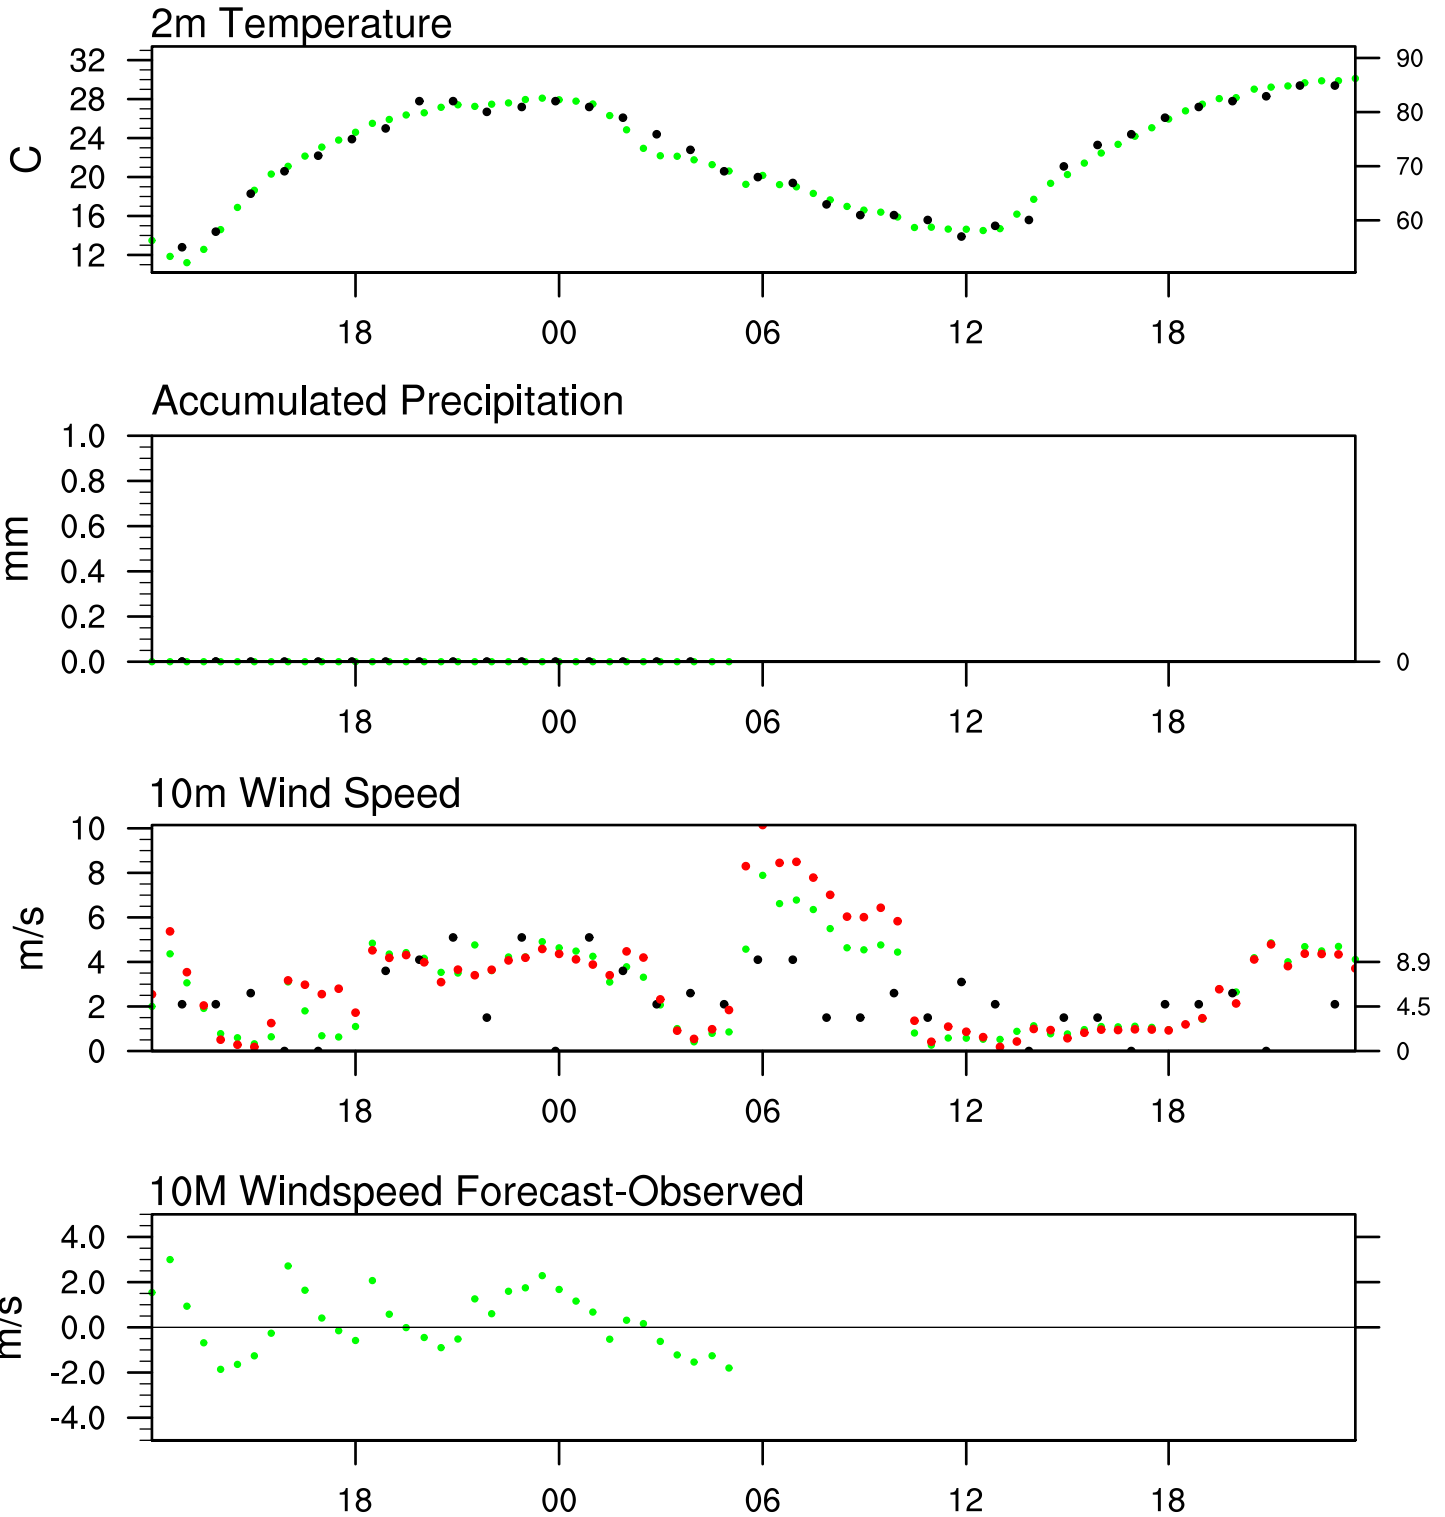 2m Temperature
32 90
28
80
24
C
20 70
16
60
12
18 00 06 12 18
Accumulated Precipitation
1.0
0.8
0.6
mm
0.4
0.2
0.0 0
18 00 06 12 18
10m Wind Speed
10
8
6
m/s
4 8.9
2 4.5
0 0
18 00 06 12 18
10M Windspeed Forecast-Observed
4.0
2.0
0.0
m/s
-2.0
-4.0
18 00 06 12 18